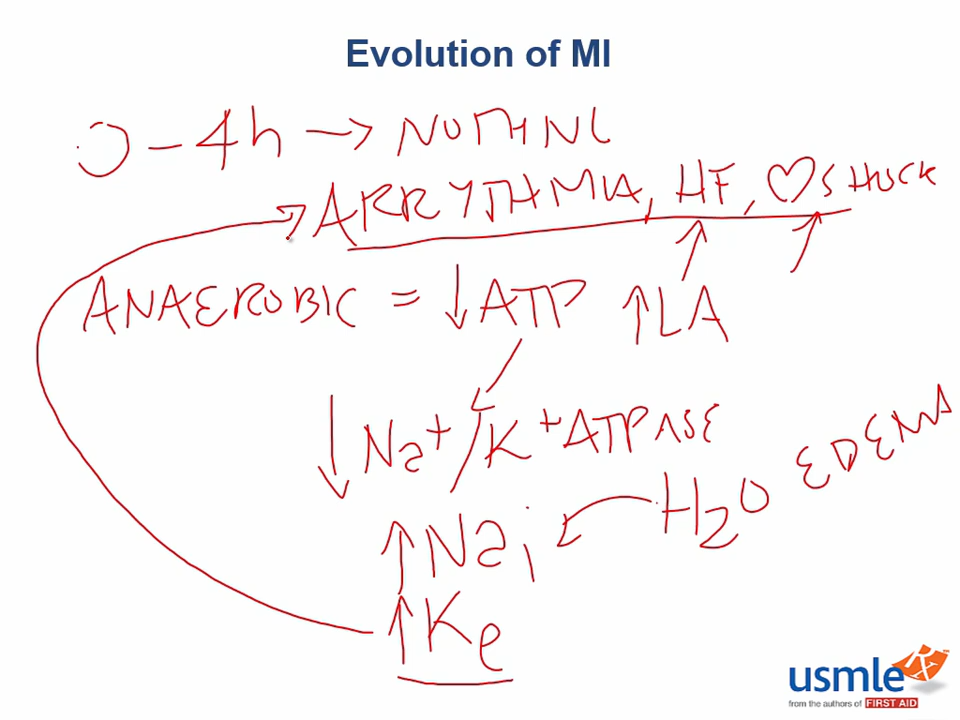 Evolution of MI
0-4h → NOTHING
ARRYTHMIA, HF, ♡ SHOCK
ANAEROBIC = ↓ATP ↑LA
↓Na+/K+ATPASE
EDEMA
↑Nai H2O
↑Ke
usmleRx
from the authors of FIRST AID